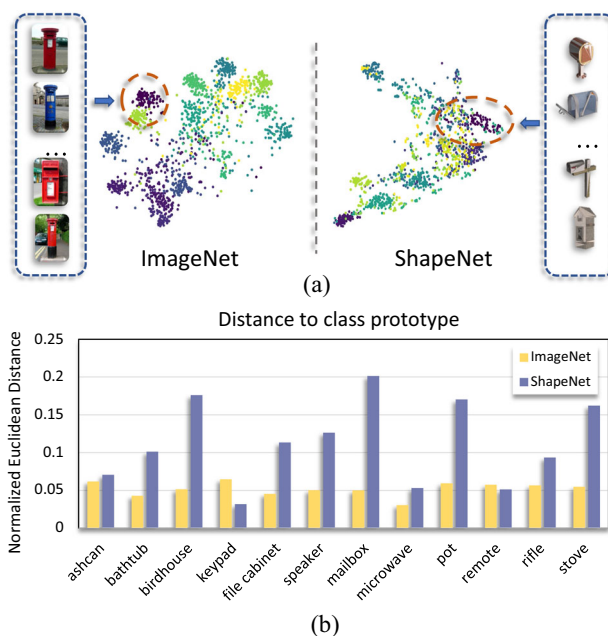 ...
...
ImageNet
ShapeNet
(a)
Distance to class prototype
Normalized Euclidean Distance
0.25
0.2
0.15
0.1
0.05
0
ImageNet
ShapeNet
ashcan
bathtub
birdhouse
keypad
file cabinet
speaker
mailbox
microwave
pot
remote
rifle
stove
(b)